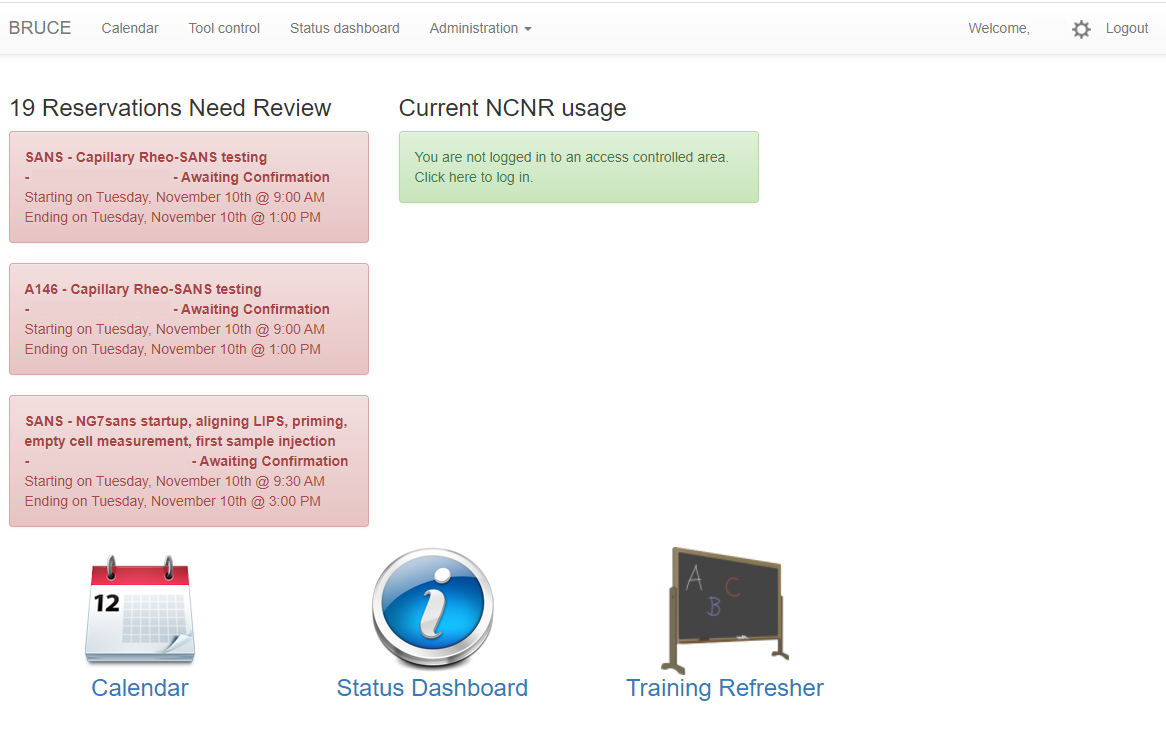 BRUCE Calendar Tool control Status dashboard Administration Welcome, Logout
19 Reservations Need Review
SANS - Capillary Rheo-SANS testing
- - Awaiting Confirmation
Starting on Tuesday, November 10th @ 9:00 AM
Ending on Tuesday, November 10th @ 1:00 PM
A146 - Capillary Rheo-SANS testing
- - Awaiting Confirmation
Starting on Tuesday, November 10th @ 9:00 AM
Ending on Tuesday, November 10th @ 1:00 PM
SANS - NG7sans startup, aligning LIPS, priming,
empty cell measurement, first sample injection
- - Awaiting Confirmation
Starting on Tuesday, November 10th @ 9:30 AM
Ending on Tuesday, November 10th @ 3:00 PM
Current NCNR usage
You are not logged in to an access controlled area.
Click here to log in.
12
Calendar
i
Status Dashboard
A B C
Training Refresher